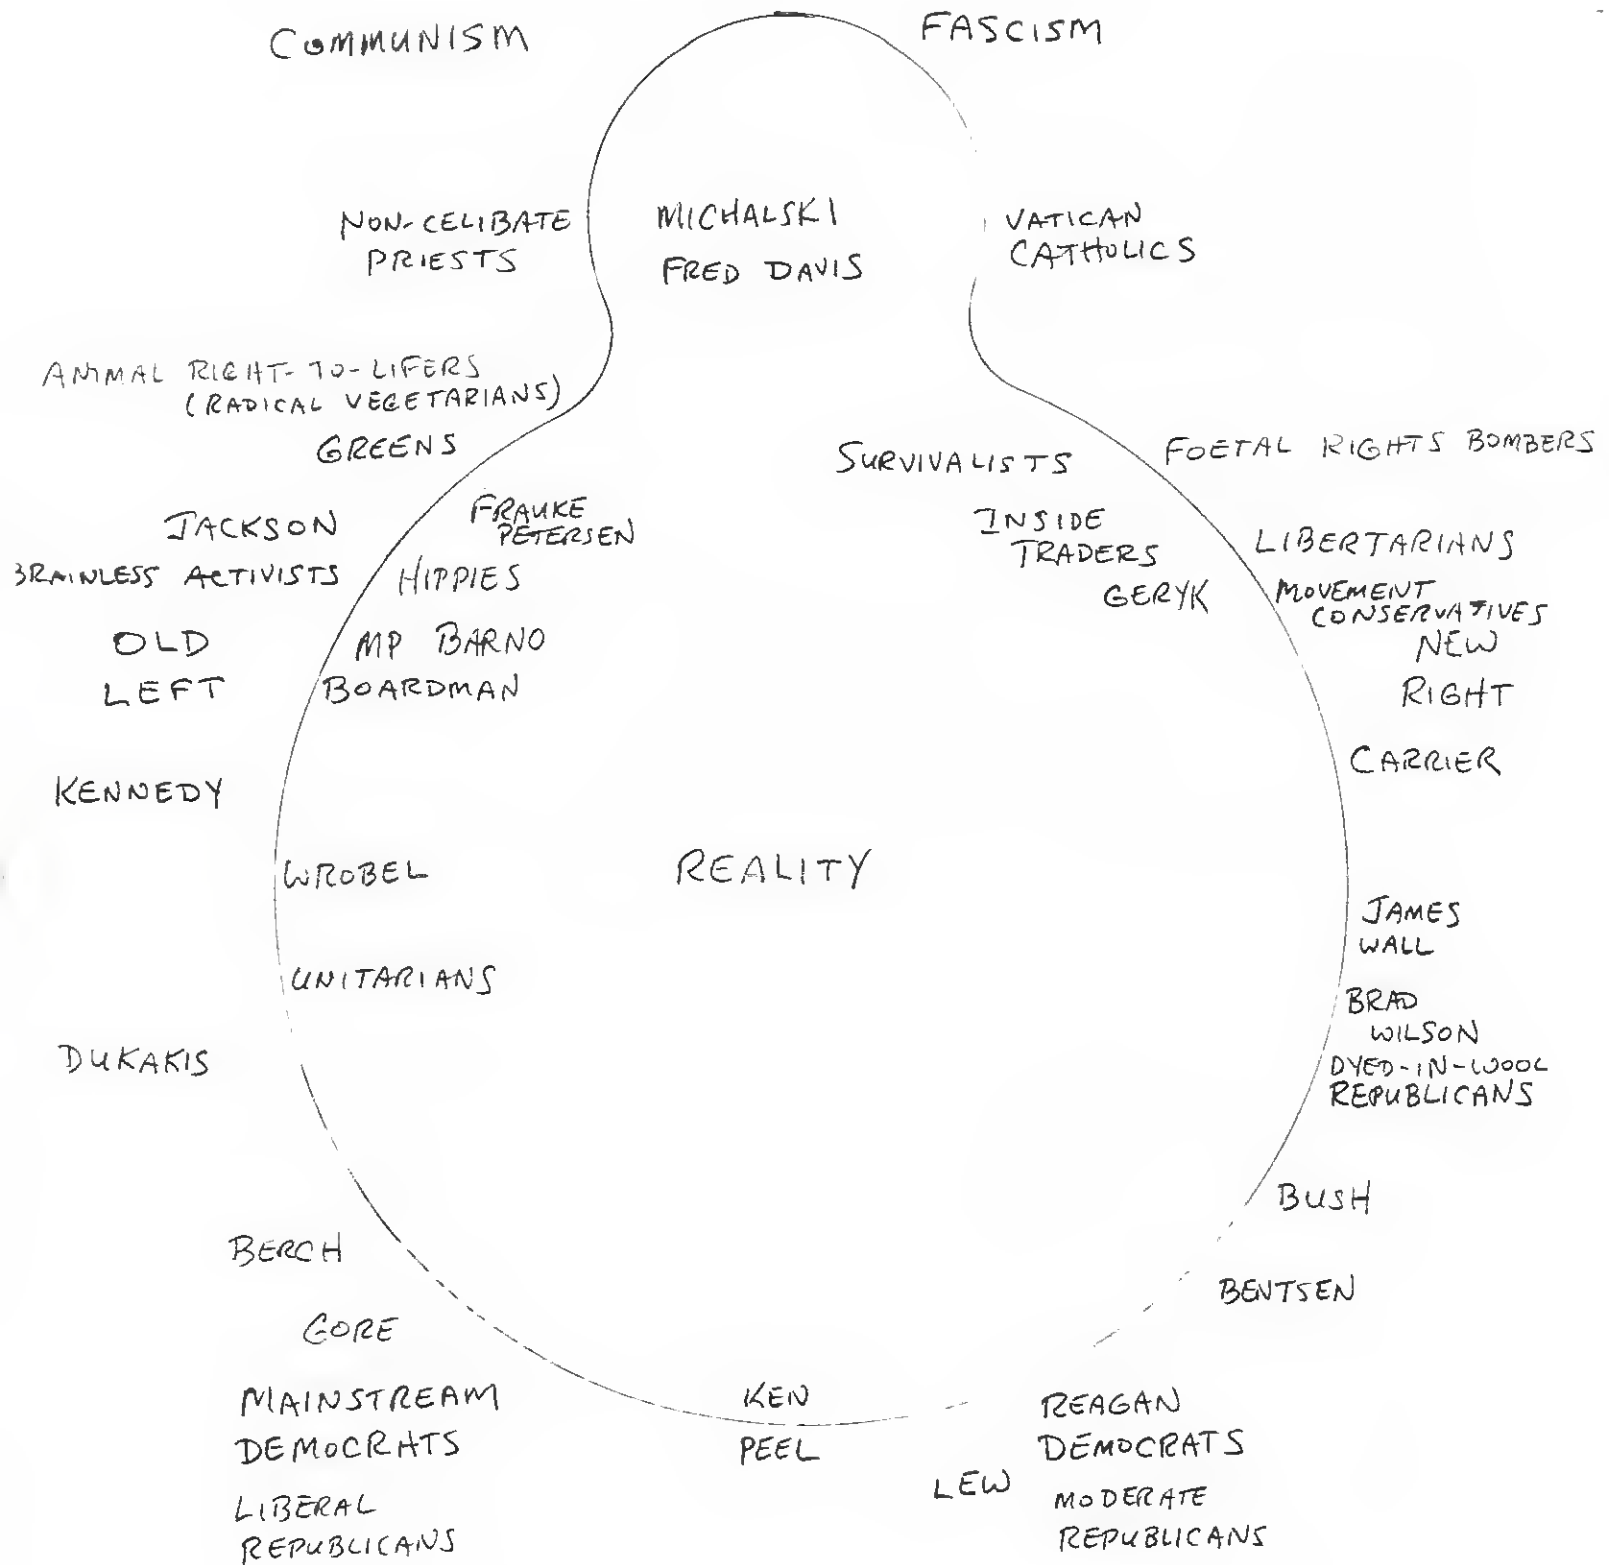 COMMUNISM
FASCISM
NON-CELIBATE
PRIESTS
MICHALSKI
FRED DAVIS
VATICAN
CATHOLICS
ANIMAL RIGHT-TO-LIFERS
(RADICAL VEGETARIANS)
GREENS
SURVIVALISTS
FOETAL RIGHTS BOMBERS
JACKSON
FRAUKE
PETERSEN
INSIDE
TRADERS
LIBERTARIANS
BRAINLESS ACTIVISTS
HIPPIES
GERYK
MOVEMENT
CONSERVATIVES
OLD
LEFT
MP BARNO
BOARDMAN
NEW
RIGHT
KENNEDY
CARRIER
WROBEL
REALITY
JAMES
WALL
UNITARIANS
BRAD
WILSON
DUKAKIS
DYED-IN-WOOL
REPUBLICANS
BUSH
BERCH
BENTSEN
GORE
MAINSTREAM
DEMOCRATS
KEN
PEEL
REAGAN
DEMOCRATS
LEW
LIBERAL
REPUBLICANS
MODERATE
REPUBLICANS